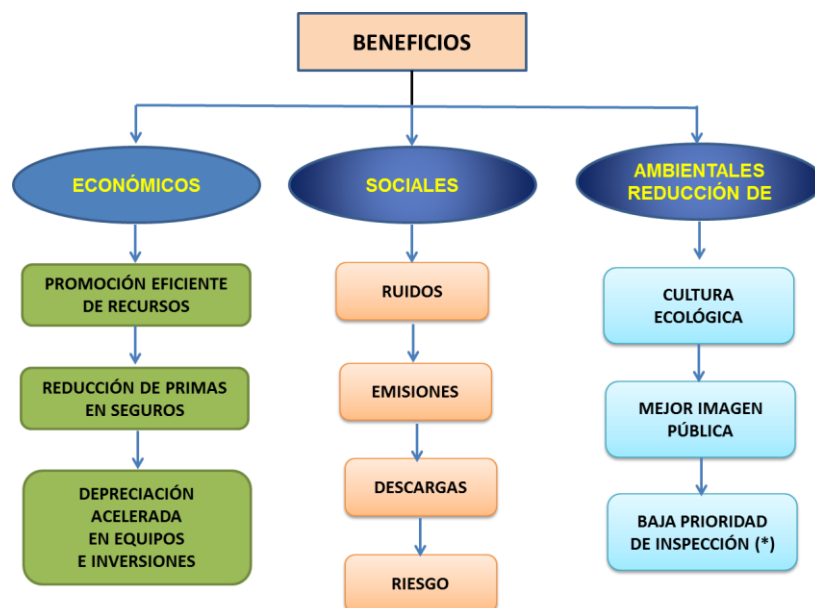 BENEFICIOS
ECONÓMICOS
SOCIALES
AMBIENTALES
REDUCCIÓN DE
PROMOCIÓN EFICIENTE
DE RECURSOS
REDUCCIÓN DE PRIMAS
EN SEGUROS
DEPRECIACIÓN
ACELERADA
EN EQUIPOS
E INVERSIONES
RUIDOS
EMISIONES
DESCARGAS
RIESGO
CULTURA
ECOLÓGICA
MEJOR IMAGEN
PÚBLICA
BAJA PRIORIDAD
DE INSPECCIÓN (*)